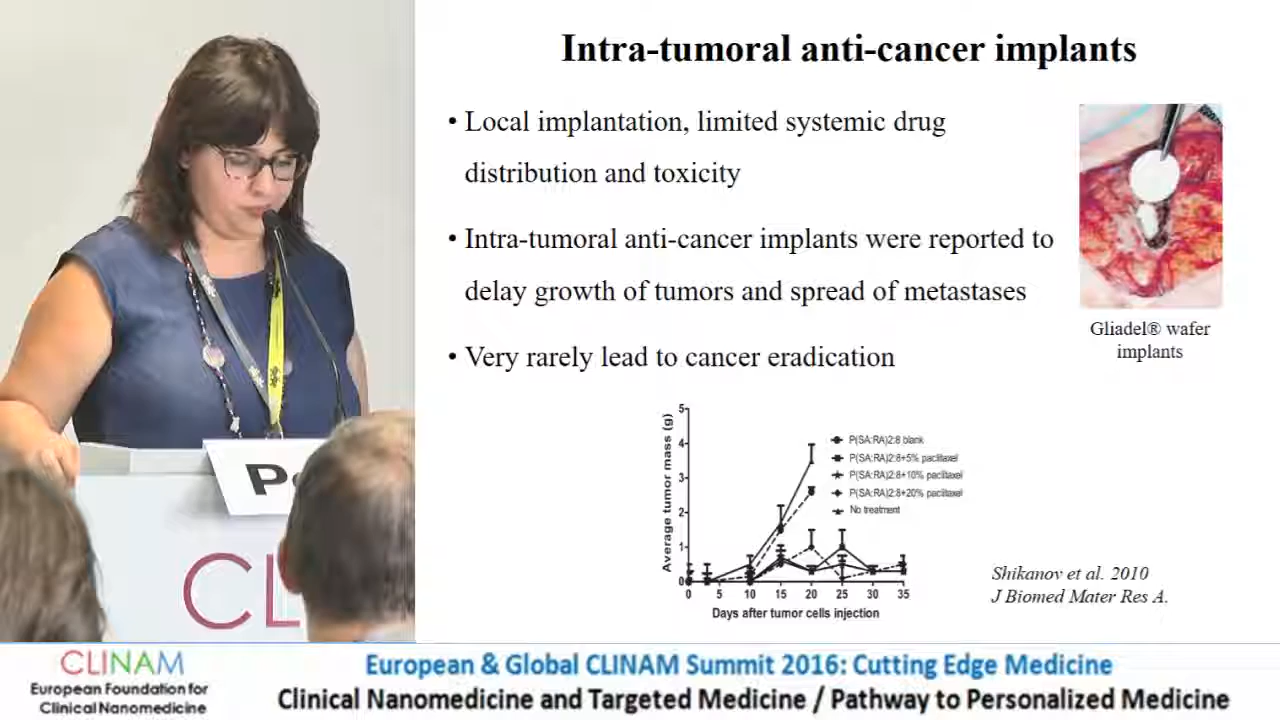 Intra-tumoral anti-cancer implants
• Local implantation, limited systemic drug
distribution and toxicity
• Intra-tumoral anti-cancer implants were reported to
delay growth of tumors and spread of metastases
• Very rarely lead to cancer eradication
Gliadel® wafer
implants
Average tumor mass (g)
5
4
3
2
1
0
0 5 10 15 20 25 30 35
Days after tumor cells injection
P(SA:RA)2:8 blank
P(SA:RA)2:8+5% paclitaxel
P(SA:RA)2:8+10% paclitaxel
P(SA:RA)2:8+20% paclitaxel
No treatment
Shikanov et al. 2010
J Biomed Mater Res A.
CL
CLINAM
European Foundation for
Clinical Nanomedicine
European & Global CLINAM Summit 2016: Cutting Edge Medicine
Clinical Nanomedicine and Targeted Medicine / Pathway to Personalized Medicine